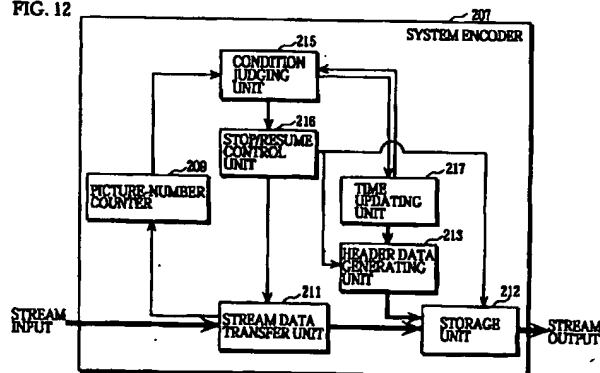 FIG. 12
207
SYSTEM ENCODER
215
CONDITION
JUDGING
UNIT
216
STOP/RESUME
CONTROL
UNIT
209
PICTURE-NUMBER
COUNTER
217
TIME
UPDATING
UNIT
213
HEADER DATA
GENERATING
UNIT
211
STREAM DATA
TRANSFER UNIT
212
STORAGE
UNIT
STREAM
INPUT
STREAM
OUTPUT